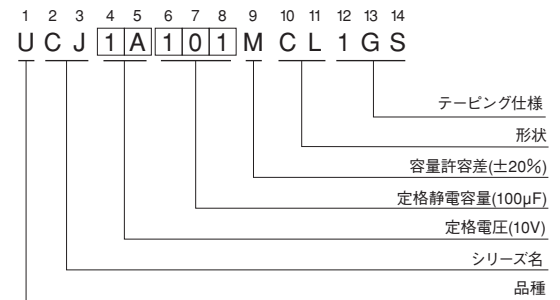 1 2 3 4 5 6 7 8 9 10 11 12 13 14
U C J 1 A 1 0 1 M C L 1 G S
テーピング仕様
形状
容量許容差(±20%)
定格静電容量(100µF)
定格電圧(10V)
シリーズ名
品種